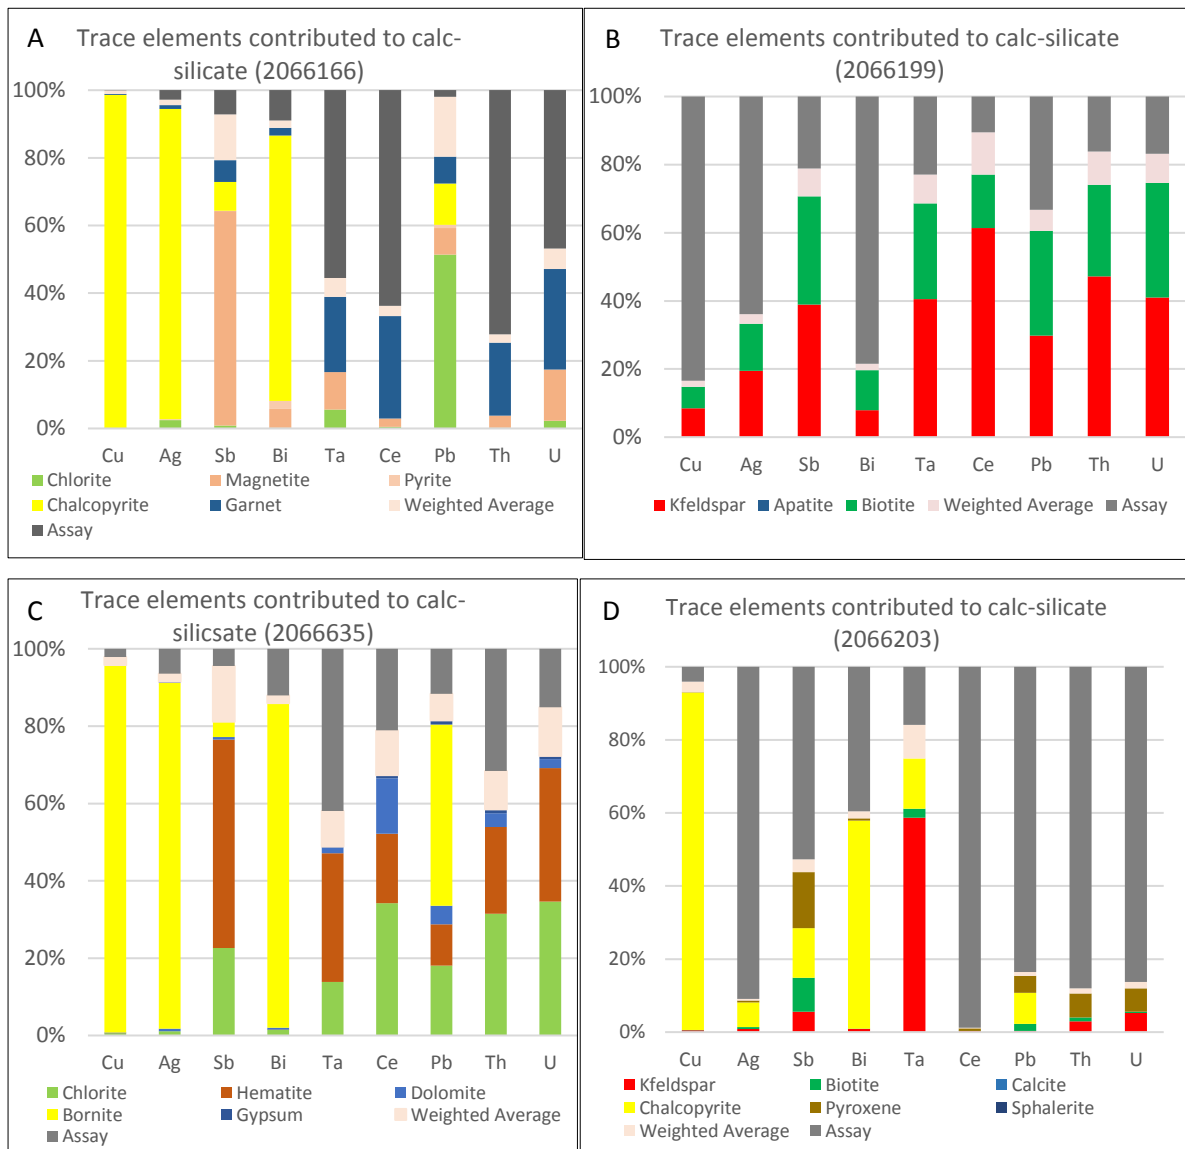 A
Trace elements contributed to calc-
silicate (2066166)
100%
80%
60%
40%
20%
0%
Cu Ag Sb Bi Ta Ce Pb Th U
Chlorite Magnetite Pyrite
Chalcopyrite Garnet Weighted Average
Assay
B
Trace elements contributed to calc-silicate
(2066199)
100%
80%
60%
40%
20%
0%
Cu Ag Sb Bi Ta Ce Pb Th U
Kfeldspar Apatite Biotite Weighted Average Assay
C
Trace elements contributed to calc-
silicsate (2066635)
100%
80%
60%
40%
20%
0%
Cu Ag Sb Bi Ta Ce Pb Th U
Chlorite Hematite Dolomite
Bornite Gypsum Weighted Average
Assay
D
Trace elements contributed to calc-silicate
(2066203)
100%
80%
60%
40%
20%
0%
Cu Ag Sb Bi Ta Ce Pb Th U
Kfeldspar Biotite Calcite
Chalcopyrite Pyroxene Sphalerite
Weighted Average Assay